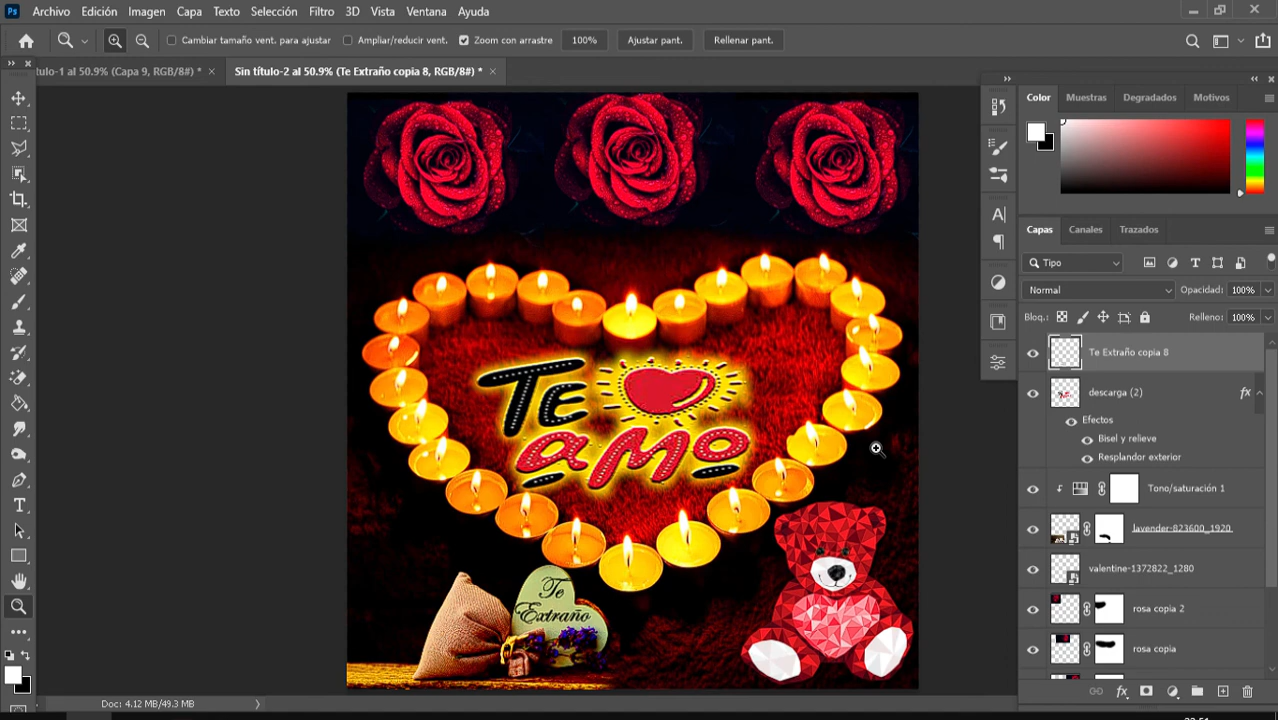 Ps Archivo Edición Imagen Capa Texto Selección Filtro 3D Vista Ventana Ayuda
Cambiar tamaño vent. para ajustar Ampliar/reducir vent. Zoom con arrastre 100% Ajustar pant. Rellenar pant.
tulo-1 al 50.9% (Capa 9, RGB/8#) * × Sin título-2 al 50.9% (Te Extraño copia 8, RGB/8#) * ×
Color Muestras Degradados Motivos
Capas Canales Trazados
Tipo
Normal Opacidad: 100%
Bloq.: Relleno: 100%
Te Extraño copia 8
descarga (2) fx
Efectos
Bisel y relieve
Resplandor exterior
Tono/saturación 1
lavender-823600_1920
valentine-1372822_1280
rosa copia 2
rosa copia
TE
aMo
Te
Extraño
Doc: 4.12 MB/49.3 MB